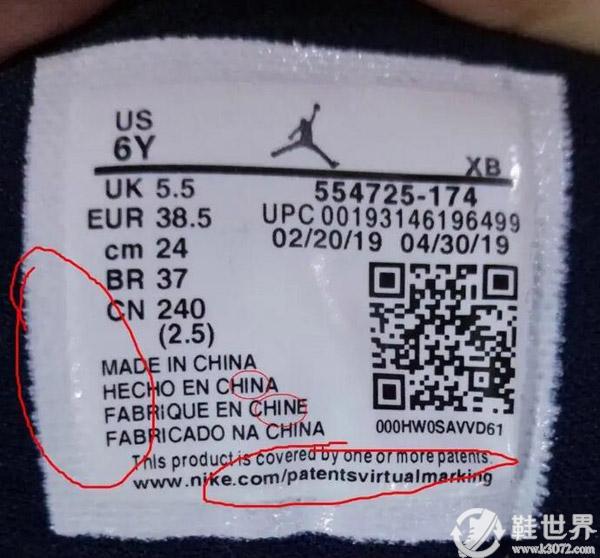 US
6Y
XB
UK 5.5
554725-174
EUR 38.5
UPC 00193146196499
cm 24
02/20/19 04/30/19
BR 37
CN 240
(2.5)
MADE IN CHINA
HECHO EN CHINA
FABRIQUE EN CHINE
FABRICADO NA CHINA
000HW0SAVVD61
This product is covered by one or more patents.
www.nike.com/patentsvirtualmarking
鞋世界
www.k3072.com